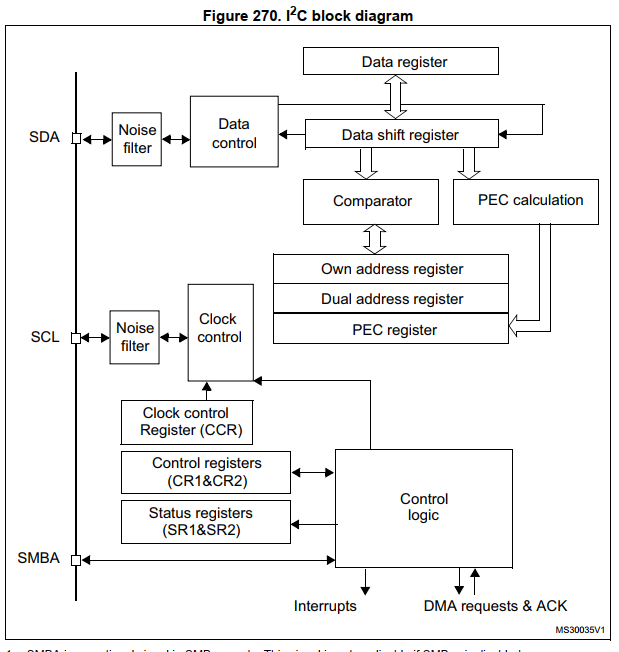 Figure 270. I2C block diagram
Data register
SDA
Noise
filter
Data
control
Data shift register
Comparator
PEC calculation
Own address register
Dual address register
PEC register
SCL
Noise
filter
Clock
control
Clock control
Register (CCR)
Control registers
(CR1&CR2)
Status registers
(SR1&SR2)
Control
logic
SMBA
Interrupts
DMA requests & ACK
MS30035V1